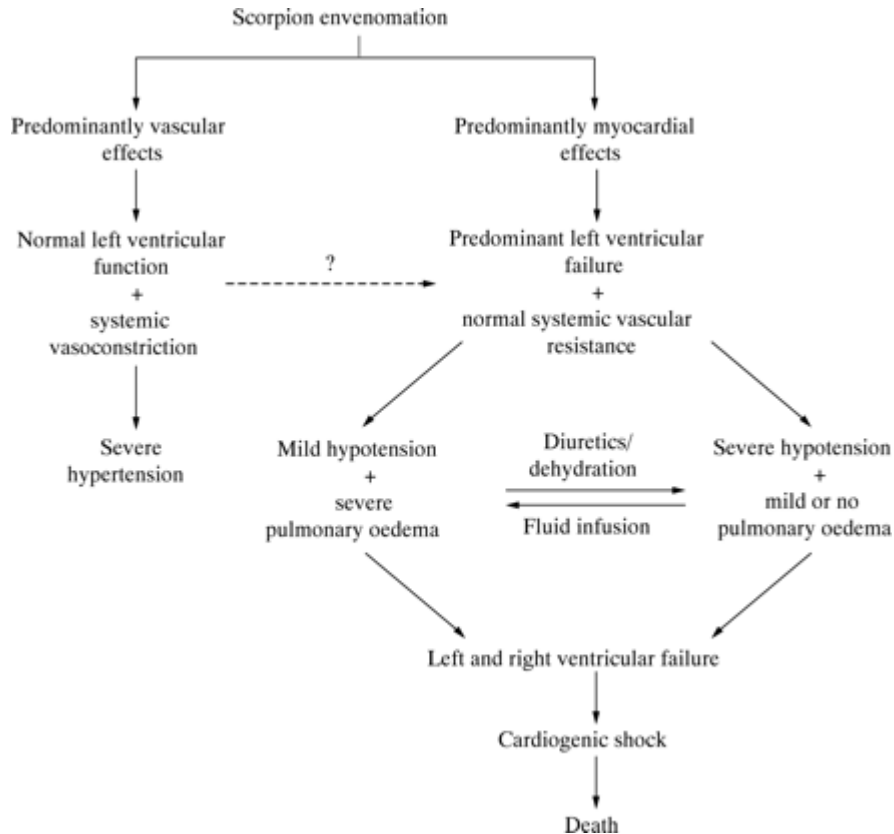 Scorpion envenomation
Predominantly vascular
effects
Predominantly myocardial
effects
Normal left ventricular
function
+
systemic
vasoconstriction
?
Predominant left ventricular
failure
+
normal systemic vascular
resistance
Severe
hypertension
Mild hypotension
+
severe
pulmonary oedema
Diuretics/
dehydration
Fluid infusion
Severe hypotension
+
mild or no
pulmonary oedema
Left and right ventricular failure
Cardiogenic shock
Death